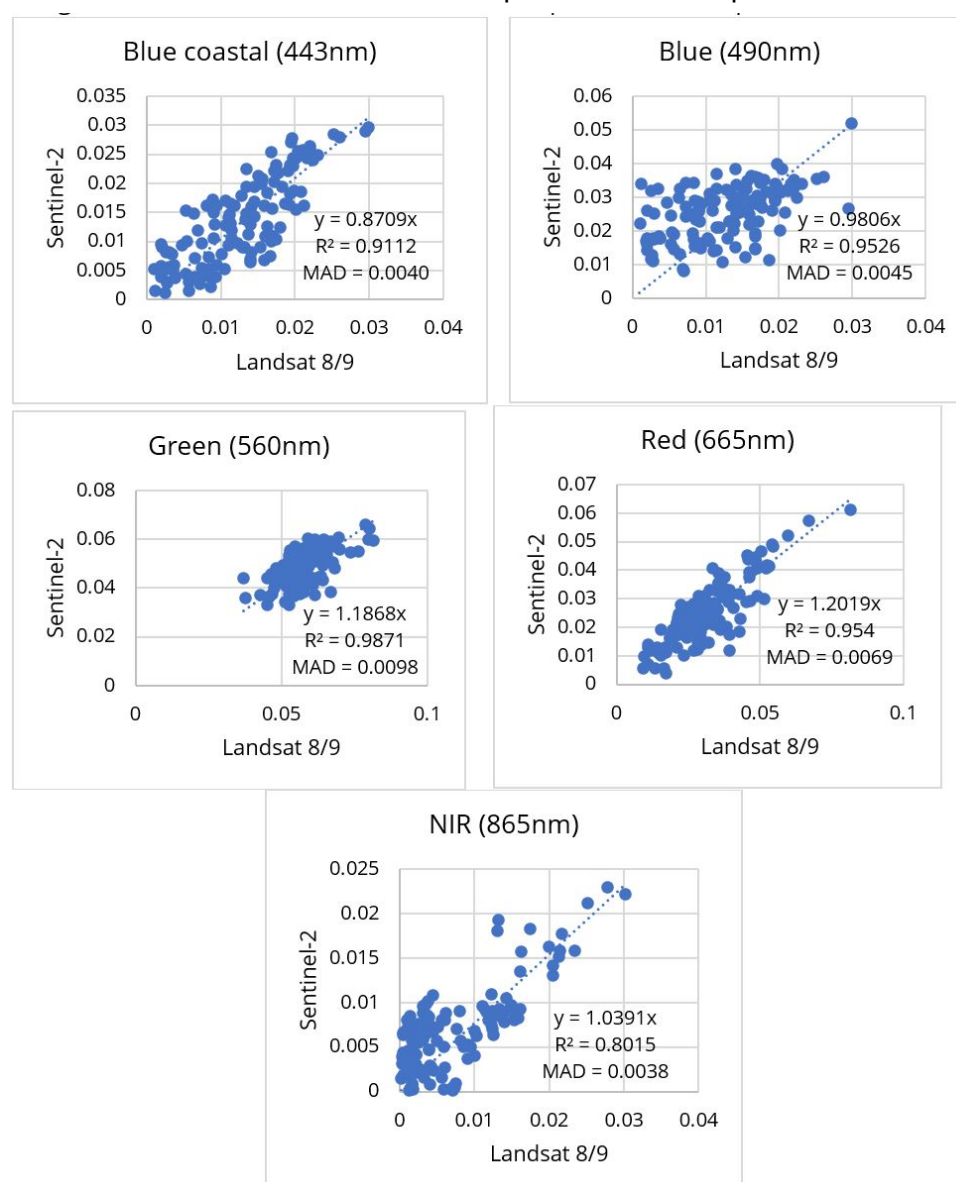 Blue coastal (443nm)
0.035
0.03
0.025
0.02
0.015
0.01
0.005
0
Sentinel-2
y = 0.8709x
R² = 0.9112
MAD = 0.0040
0 0.01 0.02 0.03 0.04
Landsat 8/9
Blue (490nm)
0.06
0.05
0.04
0.03
0.02
0.01
0
Sentinel-2
y = 0.9806x
R² = 0.9526
MAD = 0.0045
0 0.01 0.02 0.03 0.04
Landsat 8/9
Green (560nm)
0.08
0.06
0.04
0.02
0
Sentinel-2
y = 1.1868x
R² = 0.9871
MAD = 0.0098
0 0.05 0.1
Landsat 8/9
Red (665nm)
0.07
0.06
0.05
0.04
0.03
0.02
0.01
0
Sentinel-2
y = 1.2019x
R² = 0.954
MAD = 0.0069
0 0.05 0.1
Landsat 8/9
NIR (865nm)
0.025
0.02
0.015
0.01
0.005
0
Sentinel-2
y = 1.0391x
R² = 0.8015
MAD = 0.0038
0 0.01 0.02 0.03 0.04
Landsat 8/9